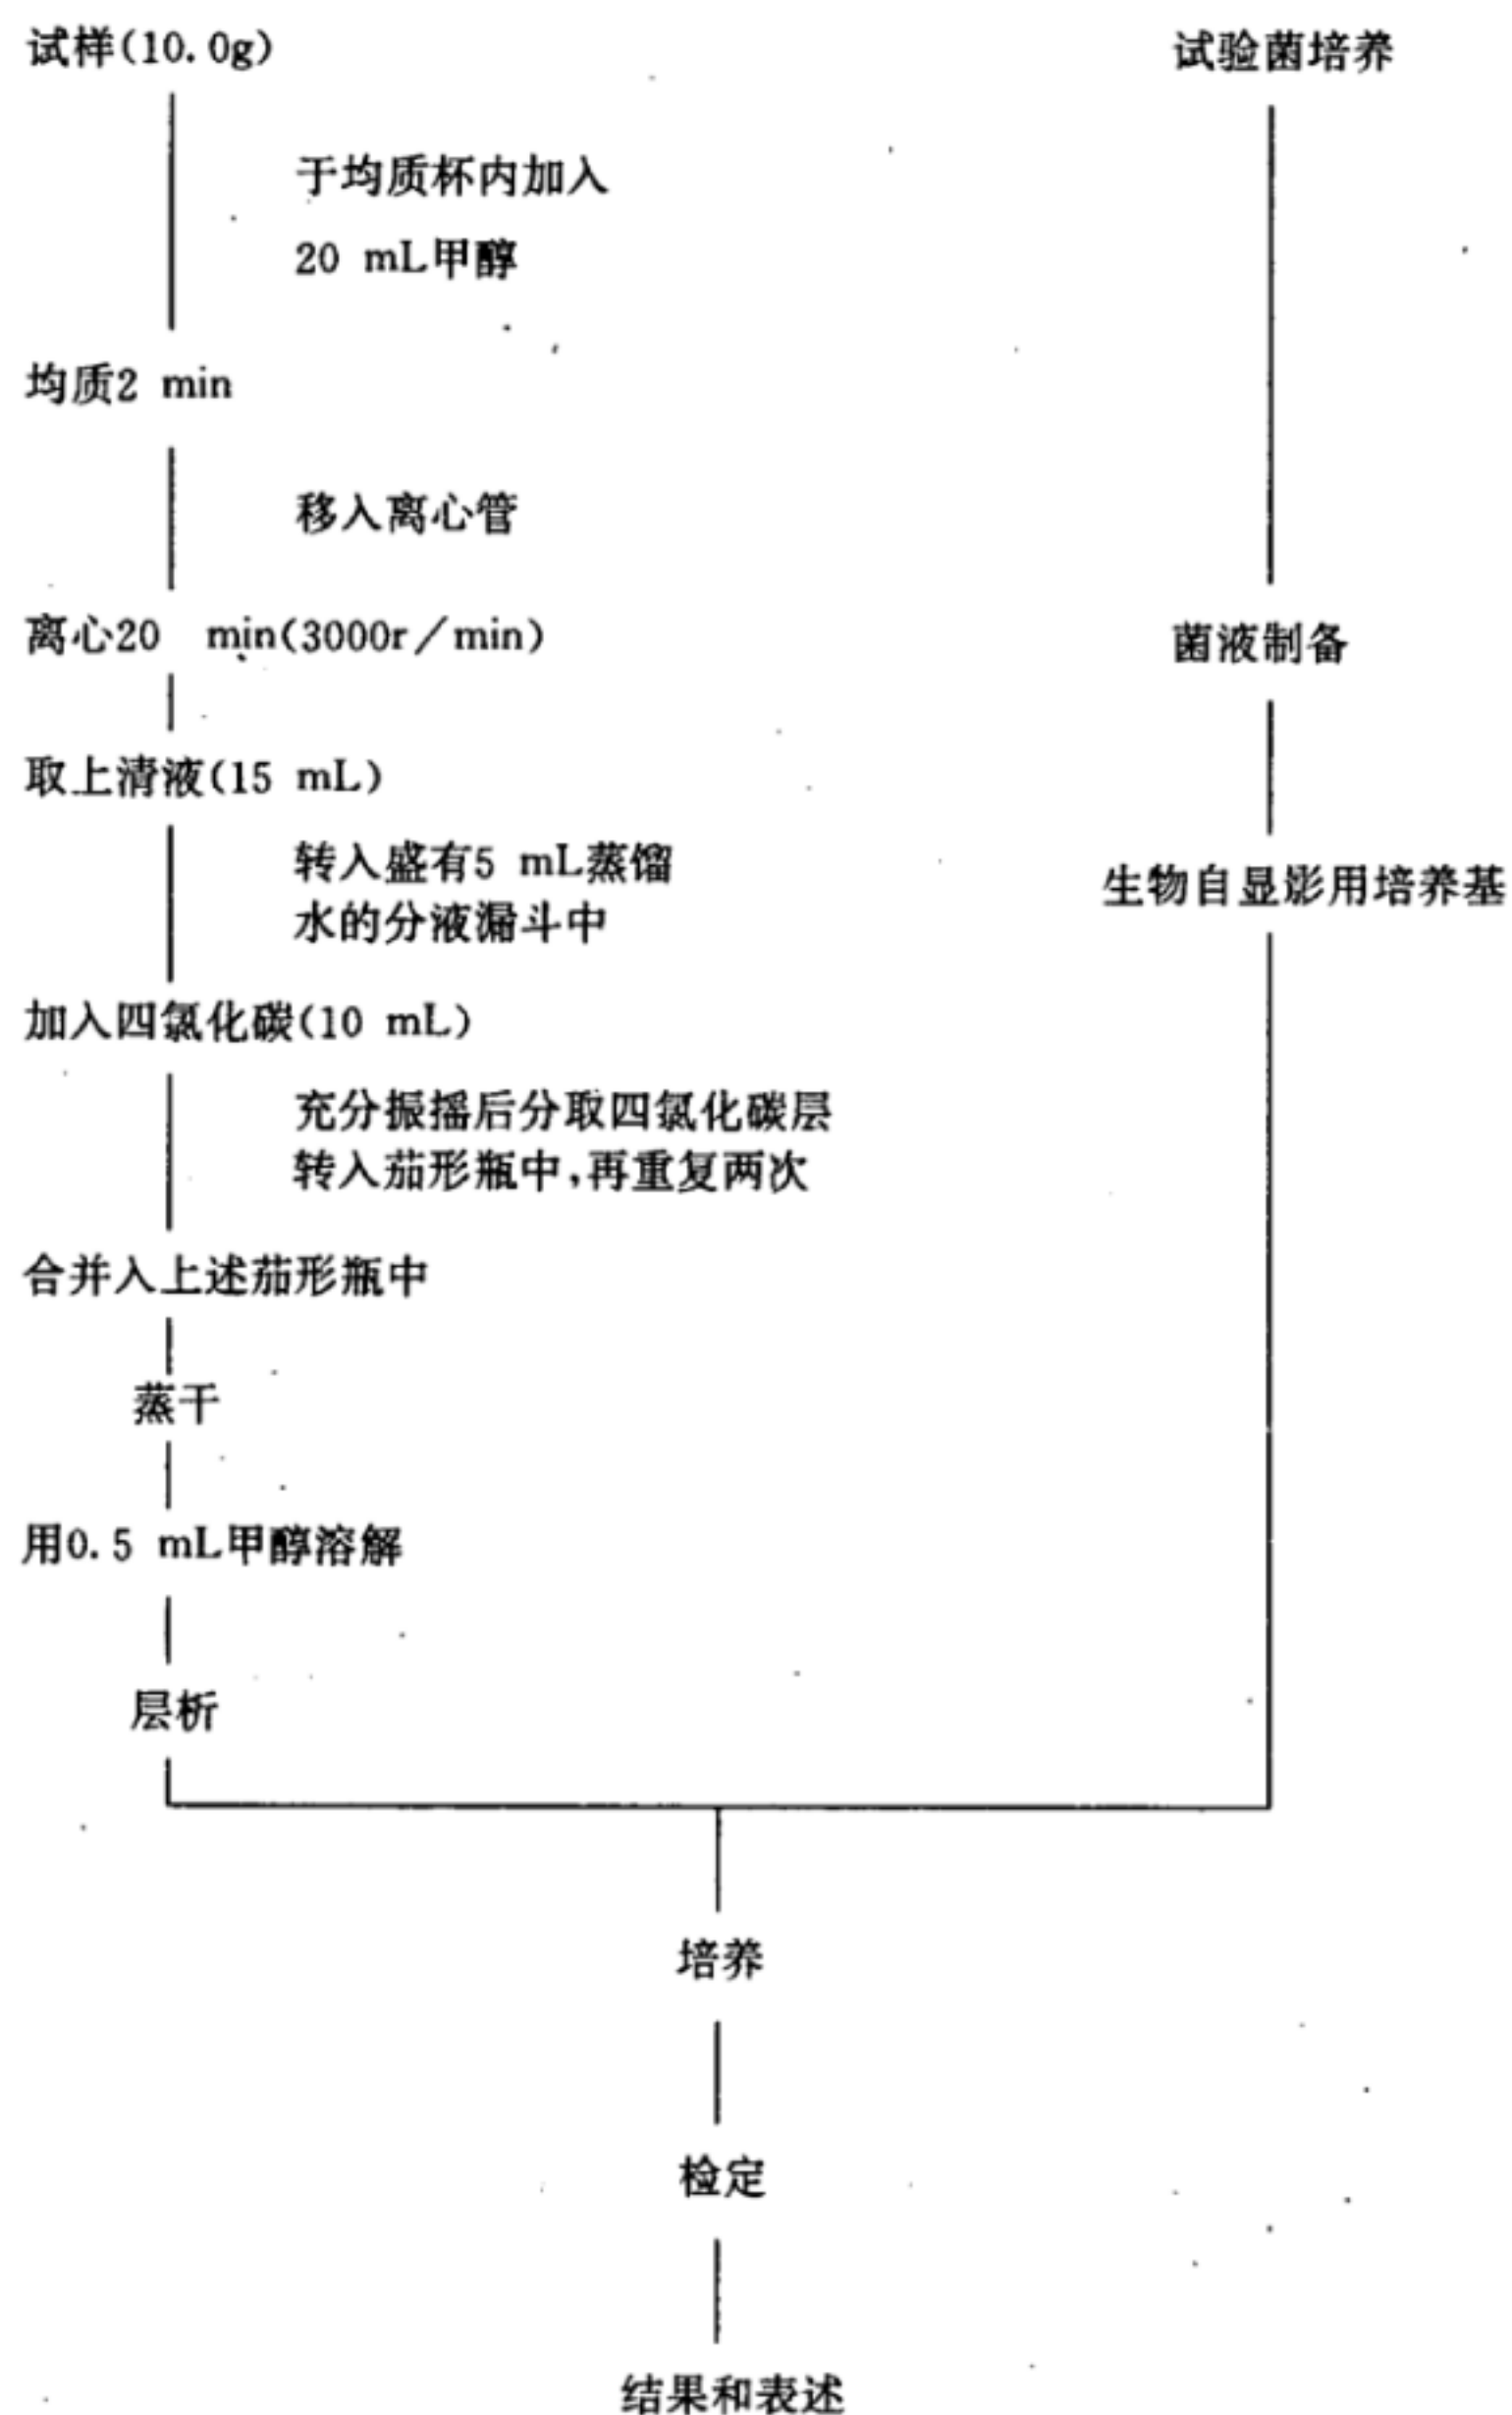 试样(10.0g)
试验菌培养
于均质杯内加入
20 mL甲醇
均质2 min
移入离心管
离心20 min(3000r/min)
菌液制备
取上清液(15 mL)
转入盛有5 mL蒸馏
水的分液漏斗中
生物自显影用培养基
加入四氯化碳(10 mL)
充分振摇后分取四氯化碳层
转入茄形瓶中,再重复两次
合并入上述茄形瓶中
蒸干
用0.5 mL甲醇溶解
层析
培养
检定
结果和表述